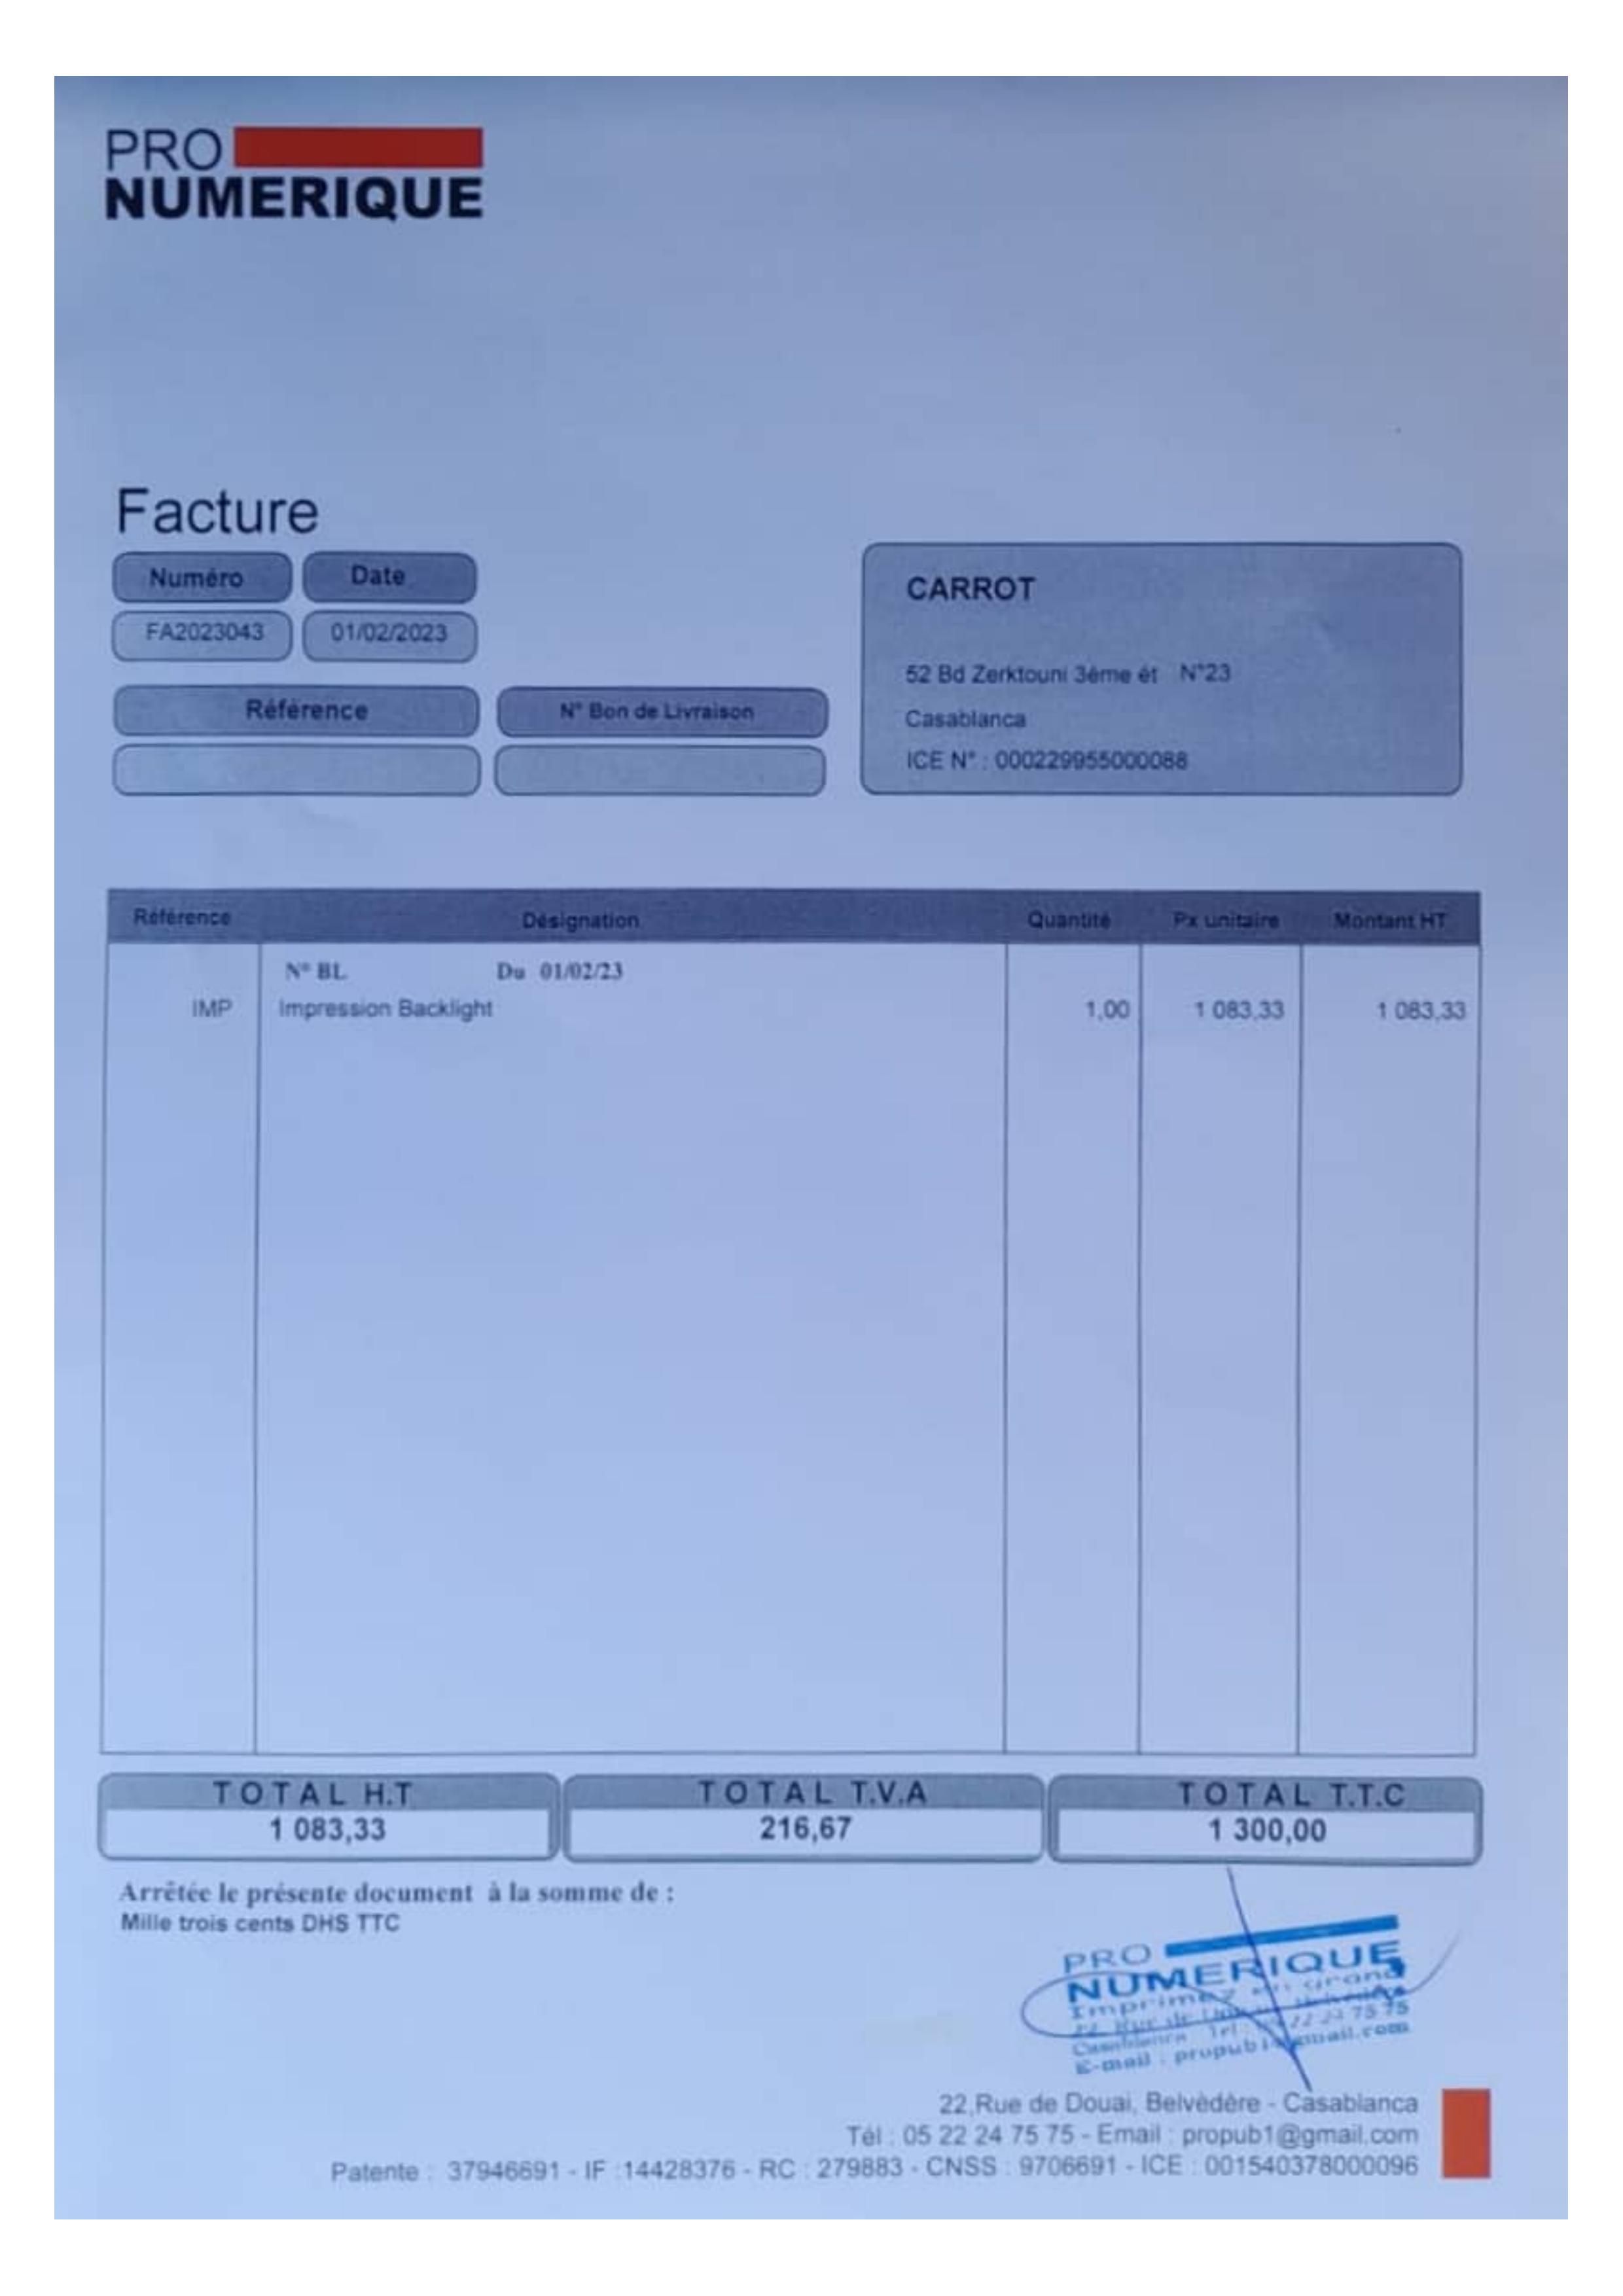 PRO
NUMERIQUE
Facture
Numéro Date
FA2023043 01/02/2023
Référence N° Bon de Livraison
CARROT
52 Bd Zerktouni 3ème ét N°23
Casablanca
ICE N° : 000229955000088
Référence Désignation Quantité Px unitaire Montant HT
N° BL Du 01/02/23
IMP Impression Backlight 1,00 1 083,33 1 083,33
TOTAL H.T TOTAL T.V.A TOTAL T.T.C
1 083,33 216,67 1 300,00
Arrêtée le présente document à la somme de :
Mille trois cents DHS TTC
PRO
NUMERIQUE
Imprimez en grand
22, Rue de
Casablanca Tel 05 22 24 75 75
E-mail : propub1@gmail.com
22,Rue de Douai, Belvèdère - Casablanca
Tél : 05 22 24 75 75 - Email : propub1@gmail.com
Patente : 37946691 - IF :14428376 - RC : 279883 - CNSS : 9706691 - ICE : 001540378000096